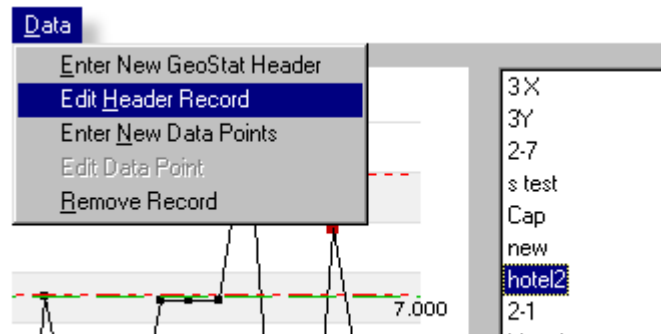 Data
Enter New GeoStat Header
Edit Header Record
Enter New Data Points
Edit Data Point
Remove Record
7.000
3X
3Y
2-7
s test
Cap
new
hotel2
2-1